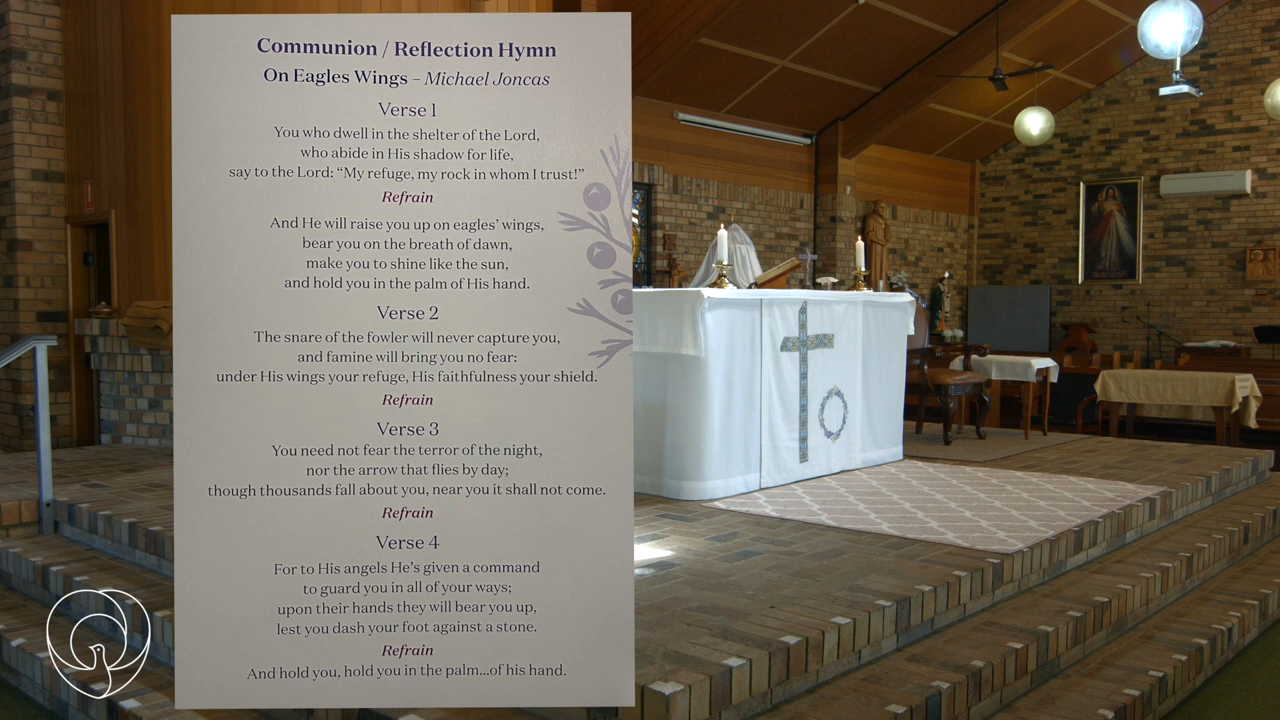 Communion / Reflection Hymn
On Eagles Wings – Michael Joncas
Verse 1
You who dwell in the shelter of the Lord,
who abide in His shadow for life,
say to the Lord: “My refuge, my rock in whom I trust!”
Refrain
And He will raise you up on eagles’ wings,
bear you on the breath of dawn,
make you to shine like the sun,
and hold you in the palm of His hand.
Verse 2
The snare of the fowler will never capture you,
and famine will bring you no fear:
under His wings your refuge, His faithfulness your shield.
Refrain
Verse 3
You need not fear the terror of the night,
nor the arrow that flies by day;
though thousands fall about you, near you it shall not come.
Refrain
Verse 4
For to His angels He’s given a command
to guard you in all of your ways;
upon their hands they will bear you up,
lest you dash your foot against a stone.
Refrain
And hold you, hold you in the palm...of his hand.